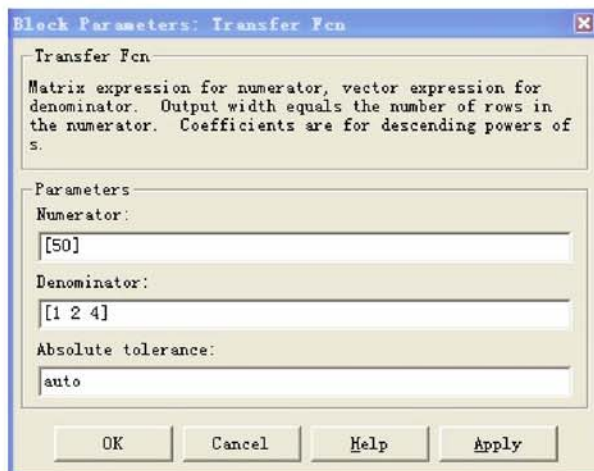 Block Parameters: Transfer Fcn
Transfer Fcn
Matrix expression for numerator, vector expression for
denominator.  Output width equals the number of rows in
the numerator.  Coefficients are for descending powers of
s.
Parameters
Numerator:
[50]
Denominator:
[1 2 4]
Absolute tolerance:
auto
OK Cancel Help Apply